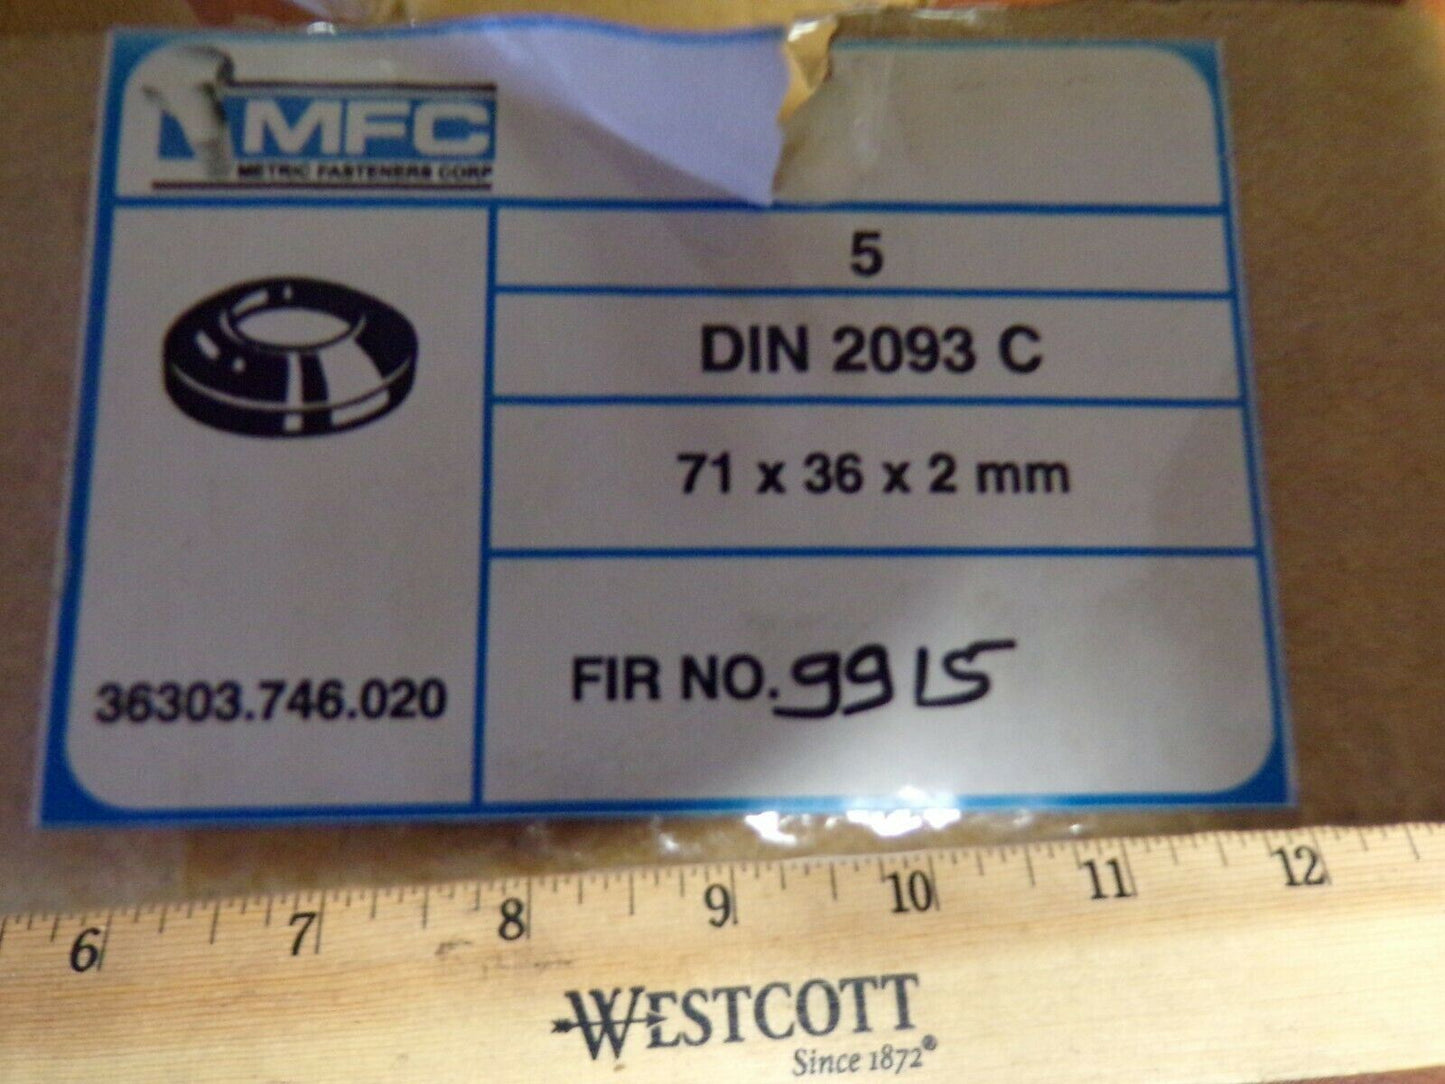 MFC
METRIC FASTENERS CORP
5
DIN 2093 C
71 x 36 x 2 mm
36303.746.020
FIR NO. 9915
6 7 8 9 10 11 12
WESTCOTT
Since 1872®